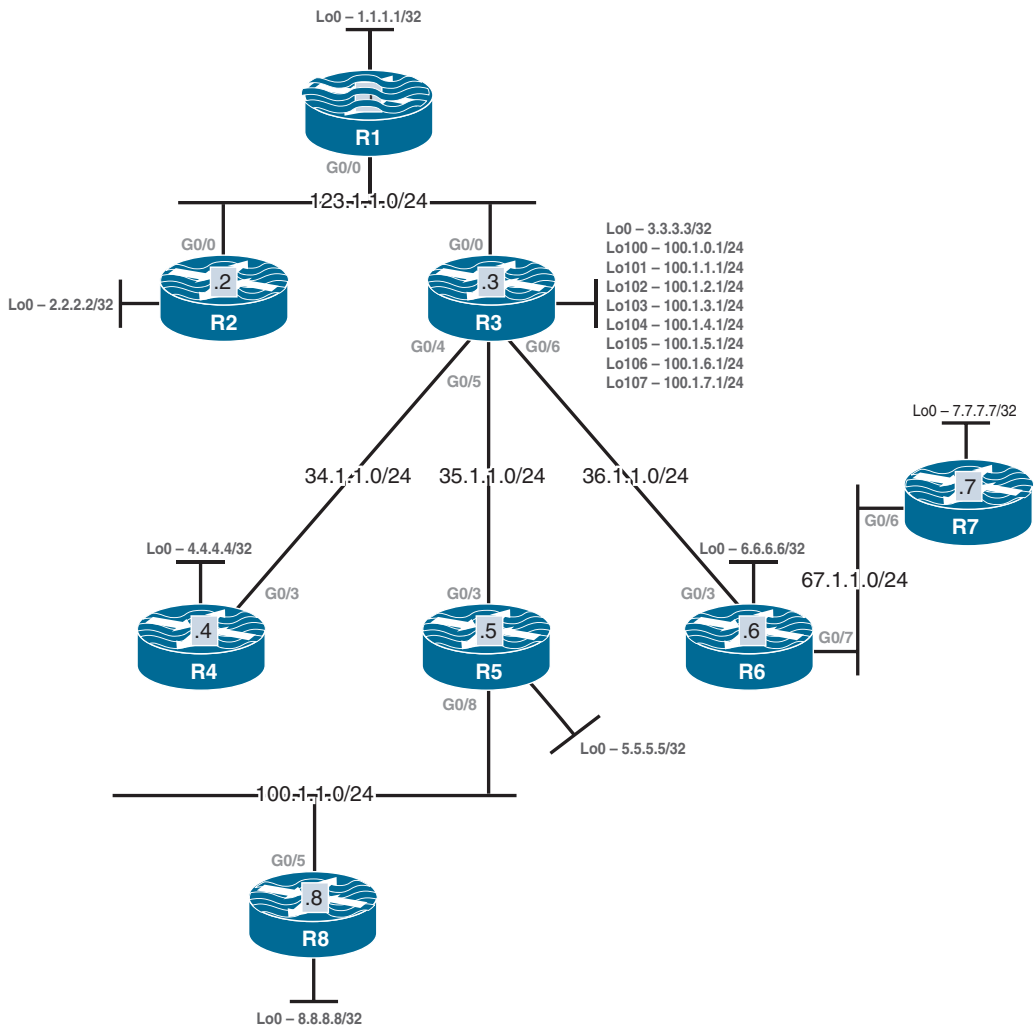 Lo0 – 1.1.1.1/32
R1
G0/0
123.1.1.0/24
G0/0
G0/0
Lo0 – 3.3.3.3/32
Lo100 – 100.1.0.1/24
Lo101 – 100.1.1.1/24
Lo102 – 100.1.2.1/24
Lo103 – 100.1.3.1/24
Lo104 – 100.1.4.1/24
Lo105 – 100.1.5.1/24
Lo106 – 100.1.6.1/24
Lo107 – 100.1.7.1/24
.2
.3
Lo0 – 2.2.2.2/32
R2
R3
G0/4
G0/6
G0/5
Lo0 – 7.7.7.7/32
34.1.1.0/24
35.1.1.0/24
36.1.1.0/24
.7
G0/6
R7
Lo0 – 4.4.4.4/32
Lo0 – 6.6.6.6/32
67.1.1.0/24
G0/3
G0/3
G0/3
.4
.5
.6
G0/7
R4
R5
R6
G0/8
Lo0 – 5.5.5.5/32
100.1.1.0/24
G0/5
.8
R8
Lo0 – 8.8.8.8/32